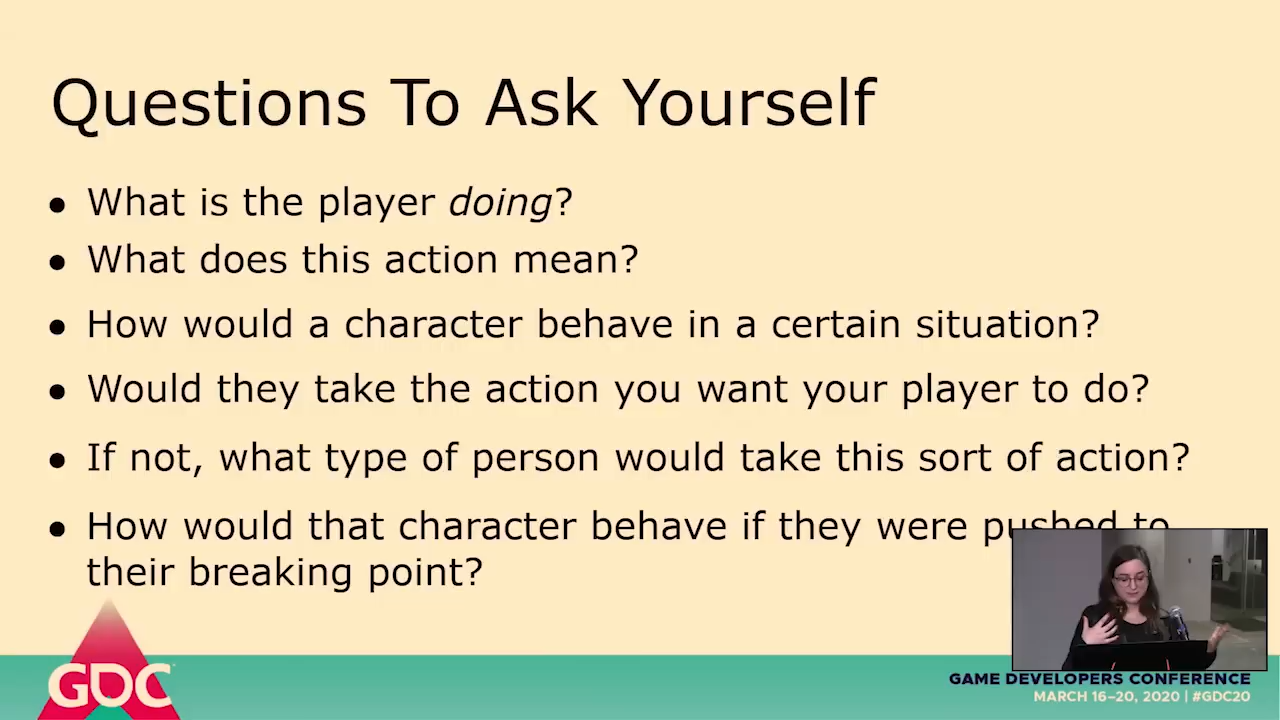 Questions To Ask Yourself
• What is the player doing?
• What does this action mean?
• How would a character behave in a certain situation?
• Would they take the action you want your player to do?
• If not, what type of person would take this sort of action?
• How would that character behave if they were pushed to
their breaking point?
GDC
GAME DEVELOPERS CONFERENCE
MARCH 16–20, 2020 | #GDC20